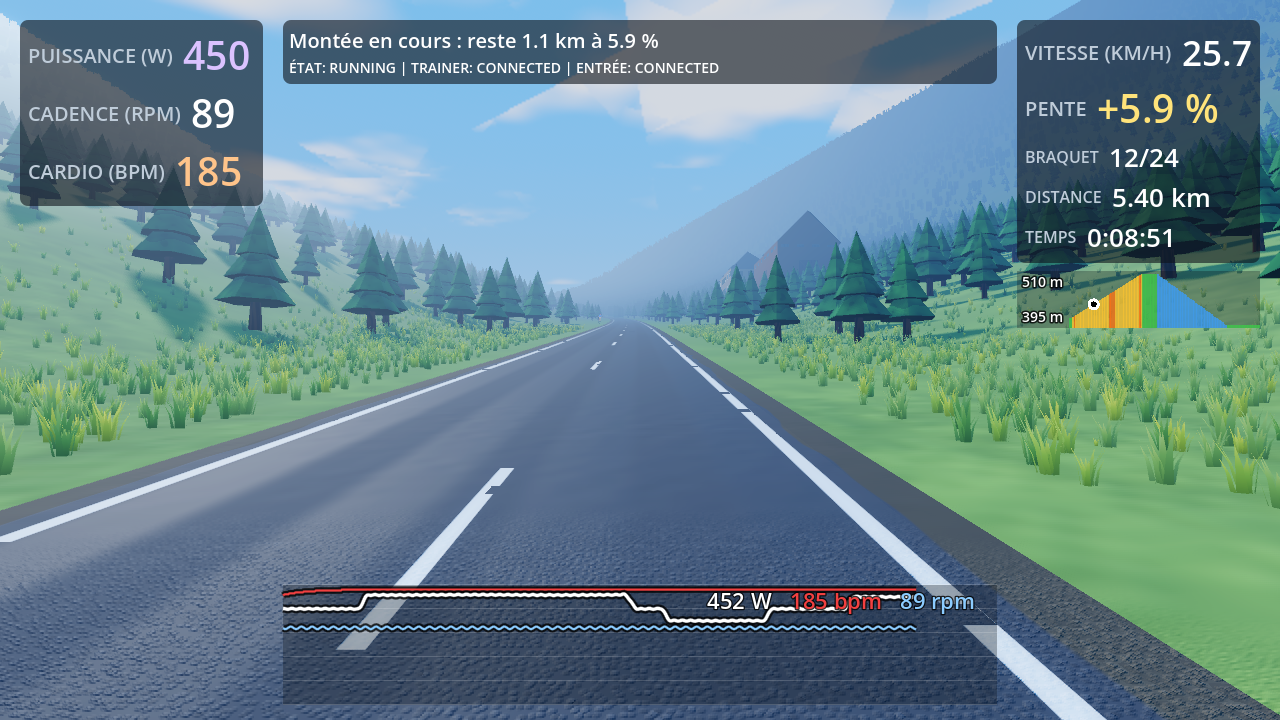 PUISSANCE (W) 450
CADENCE (RPM) 89
CARDIO (BPM) 185
Montée en cours : reste 1.1 km à 5.9 %
ÉTAT: RUNNING | TRAINER: CONNECTED | ENTRÉE: CONNECTED
VITESSE (KM/H) 25.7
PENTE +5.9 %
BRAQUET 12/24
DISTANCE 5.40 km
TEMPS 0:08:51
510 m
395 m
452 W 185 bpm 89 rpm